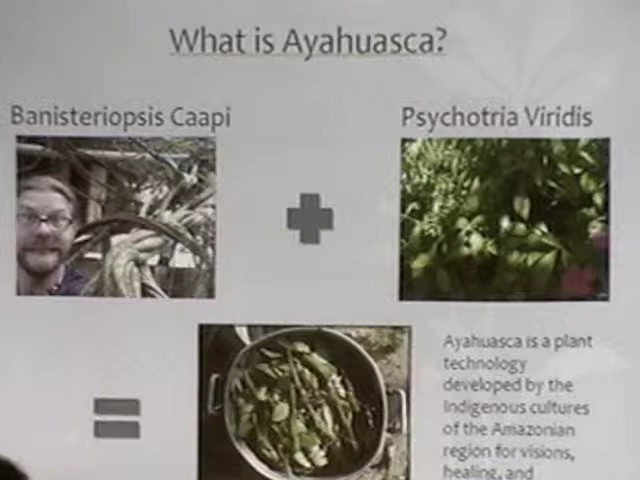 What is Ayahuasca?
Banisteriopsis Caapi
Psychotria Viridis
Ayahuasca is a plant
technology
developed by the
Indigenous cultures
of the Amazonian
region for visions,
healing, and